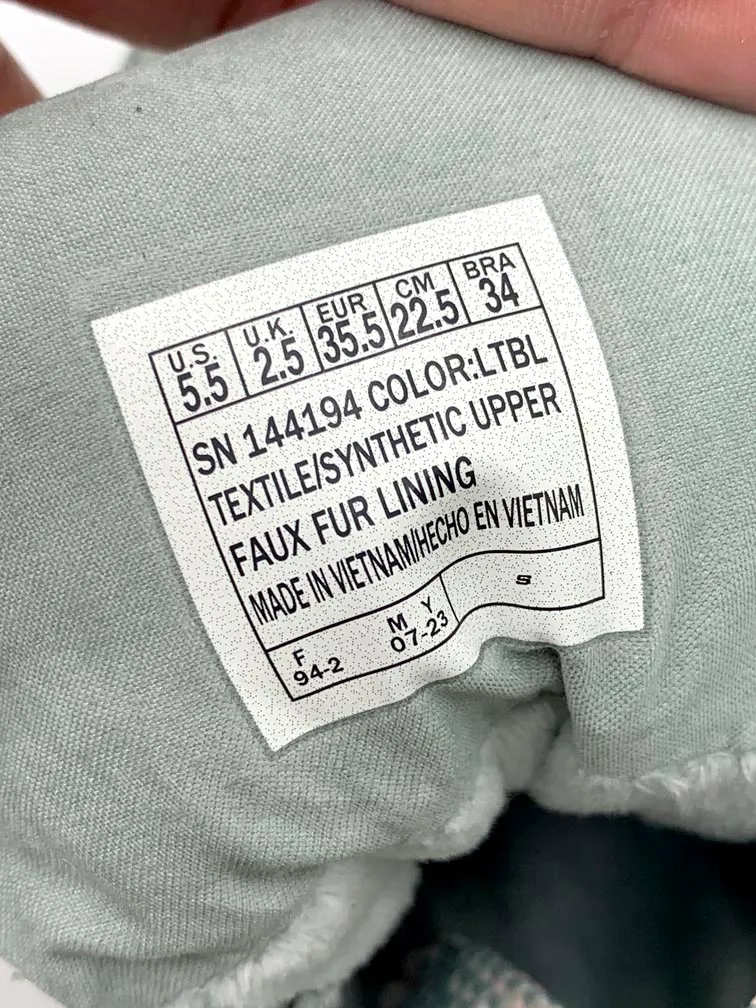 U.S. U.K. EUR CM BRA
5.5 2.5 35.5 22.5 34
SN 144194 COLOR:LTBL
TEXTILE/SYNTHETIC UPPER
FAUX FUR LINING
MADE IN VIETNAM/HECHO EN VIETNAM
F M Y S
94-2 07-23